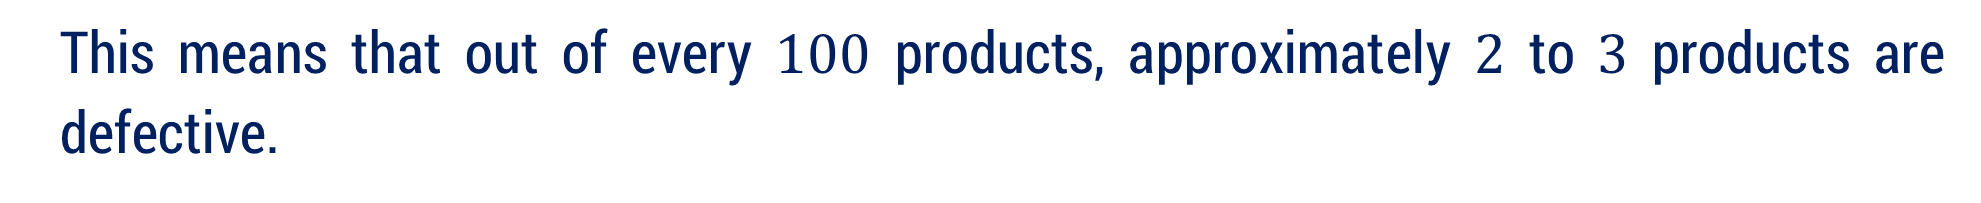 This means that out of every 100 products, approximately 2 to 3 products are
defective.